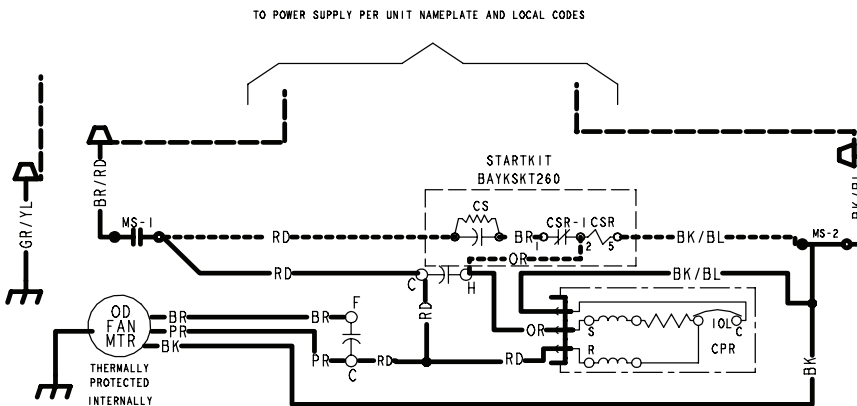 TO POWER SUPPLY PER UNIT NAMEPLATE AND LOCAL CODES
STARTKIT
BAYKSKT260
GR/YL
BR/RD
BK/BL
MS-1
RD
CS
BR
CSR-1
CSR
2
5
BK/BL
MS-2
OR
RD
C
H
BK/BL
OD
FAN
MTR
BR
PR
BK
BR
F
PR
C
RD
RD
RD
OR
S
R
IOL
C
CPR
BK
THERMALLY
PROTECTED
INTERNALLY